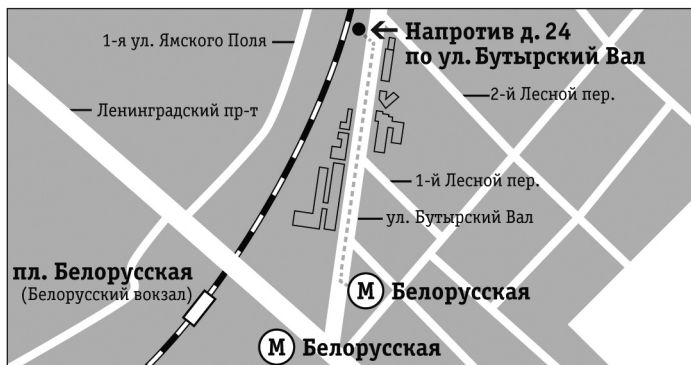 1-я ул. Ямского Поля
Напротив д. 24
по ул. Бутырский Вал
Ленинградский пр-т
2-й Лесной пер.
1-й Лесной пер.
ул. Бутырский Вал
пл. Белорусская
(Белорусский вокзал)
М Белорусская
М Белорусская